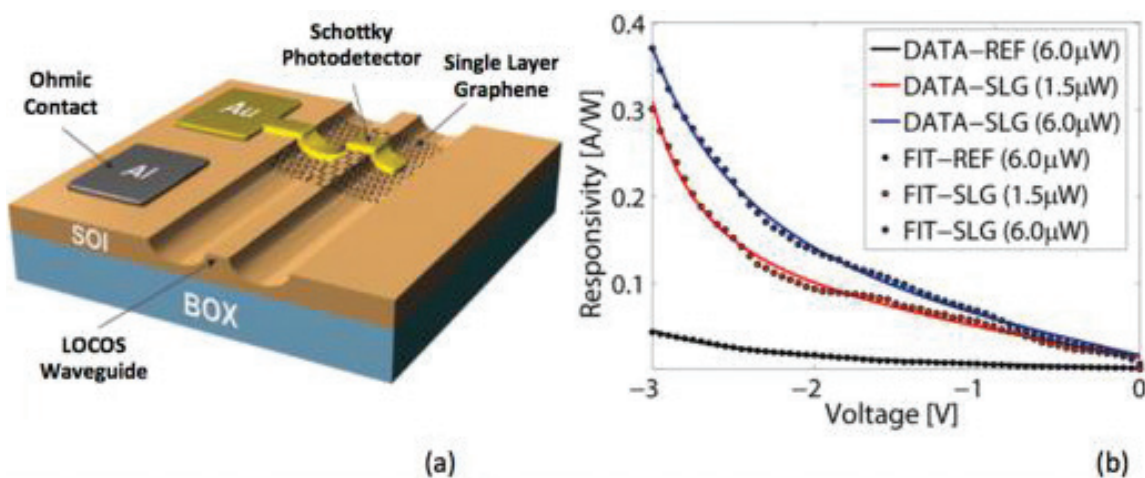 Schottky
Photodetector
Single Layer
Graphene
Ohmic
Contact
Au
Al
SOI
BOX
LOCOS
Waveguide
(a)
0.4
0.3
0.2
0.1
Responsivity [A/W]
DATA−REF (6.0μW)
DATA−SLG (1.5μW)
DATA−SLG (6.0μW)
FIT−REF (6.0μW)
FIT−SLG (1.5μW)
FIT−SLG (6.0μW)
−3
−2
−1
0
Voltage [V]
(b)